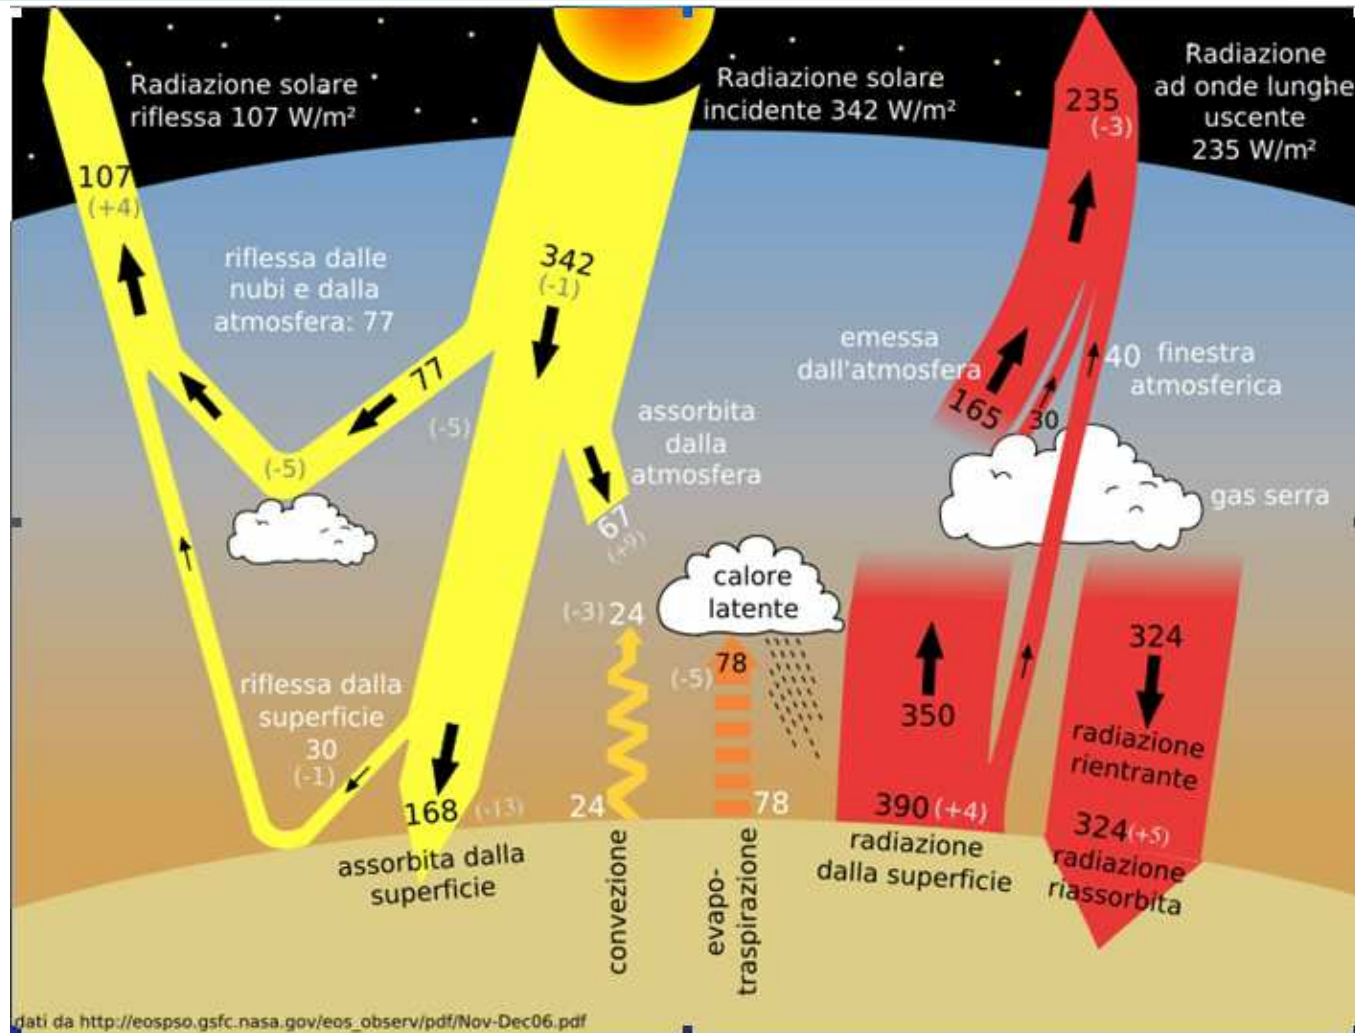 Radiazione solare
riflessa 107 W/m²
Radiazione solare
incidente 342 W/m²
Radiazione
ad onde lunghe
uscente
235 W/m²
235
(-3)
107
(+4)
riflessa dalle
nubi e dalla
atmosfera: 77
342
(-1)
77
(-5)
(-5)
emessa
dall'atmosfera
165
30
40 finestra
atmosferica
assorbita
dalla
atmosfera
67
(+9)
gas serra
calore
latente
(-3) 24
78
(-5)
riflessa dalla
superficie
30
(-1)
350
324
radiazione
rientrante
168 (-13)
24
78
390 (+4)
324 (+5)
assorbita dalla
superficie
convezione
evapo-
traspirazione
radiazione
dalla superficie
radiazione
riassorbita
dati da http://eospso.gsfc.nasa.gov/eos_observ/pdf/Nov-Dec06.pdf